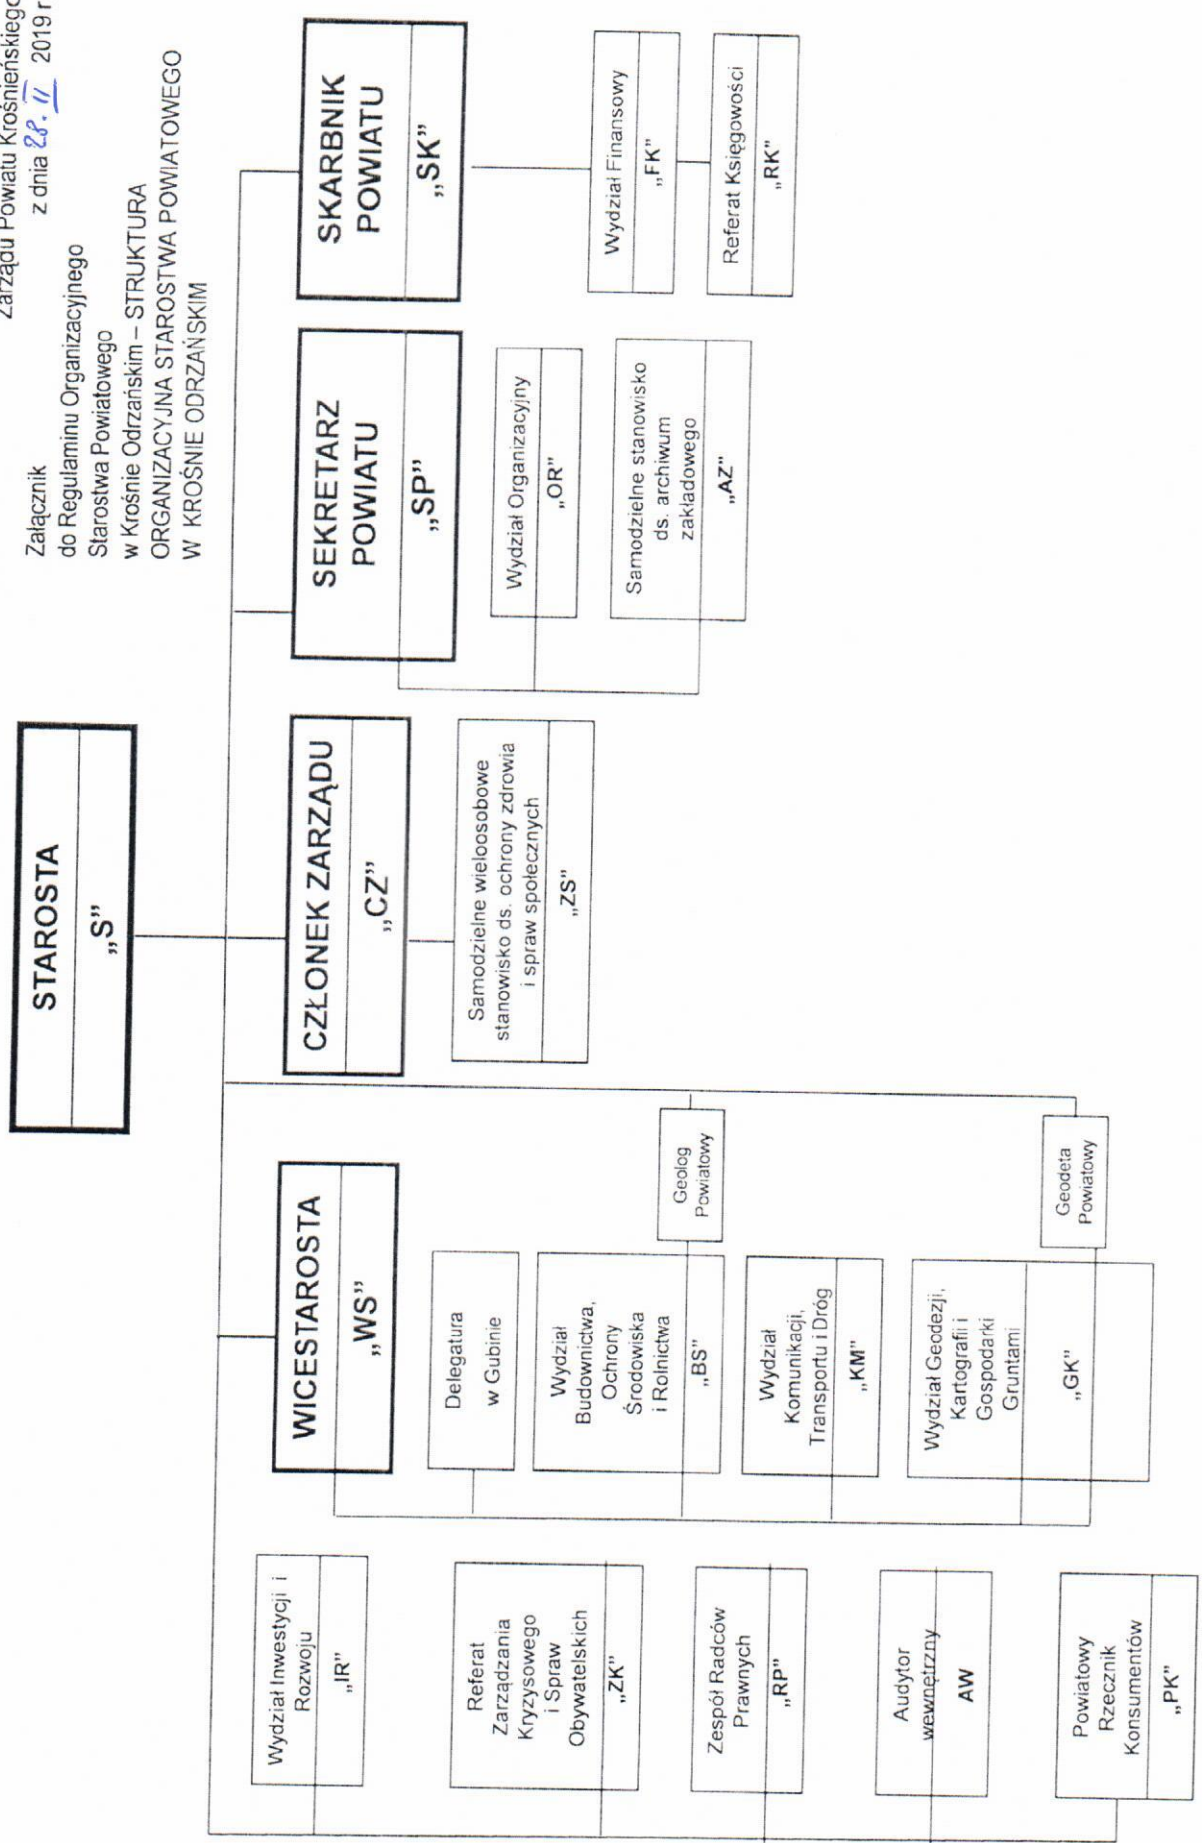 Zarządu Powiatu Krośnieńskiego
z dnia 28. II 2019 r
Załącznik
do Regulaminu Organizacyjnego
Starostwa Powiatowego
w Krośnie Odrzańskim – STRUKTURA
ORGANIZACYJNA STAROSTWA POWIATOWEGO
W KROŚNIE ODRZAŃSKIM
STAROSTA
„S”
WICESTAROSTA
„WS”
CZŁONEK ZARZĄDU
„CZ”
SEKRETARZ
POWIATU
„SP”
SKARBNIK
POWIATU
„SK”
Wydział Inwestycji i
Rozwoju
„IR”
Referat
Zarządzania
Kryzysowego
i Spraw
Obywatelskich
„ZK”
Zespół Radców
Prawnych
„RP”
Audytor
wewnętrzny
AW
Powiatowy
Rzecznik
Konsumentów
„PK”
Delegatura
w Gubinie
Wydział
Budownictwa,
Ochrony
Środowiska
i Rolnictwa
„BS”
Geolog
Powiatowy
Wydział
Komunikacji,
Transportu i Dróg
„KM”
Wydział Geodezji,
Kartografii i
Gospodarki
Gruntami
„GK”
Geodeta
Powiatowy
Samodzielne wieloosobowe
stanowisko ds. ochrony zdrowia
i spraw społecznych
„ZS”
Wydział Organizacyjny
„OR”
Samodzielne stanowisko
ds. archiwum
zakładowego
„AZ”
Wydział Finansowy
„FK”
Referat Księgowości
„RK”